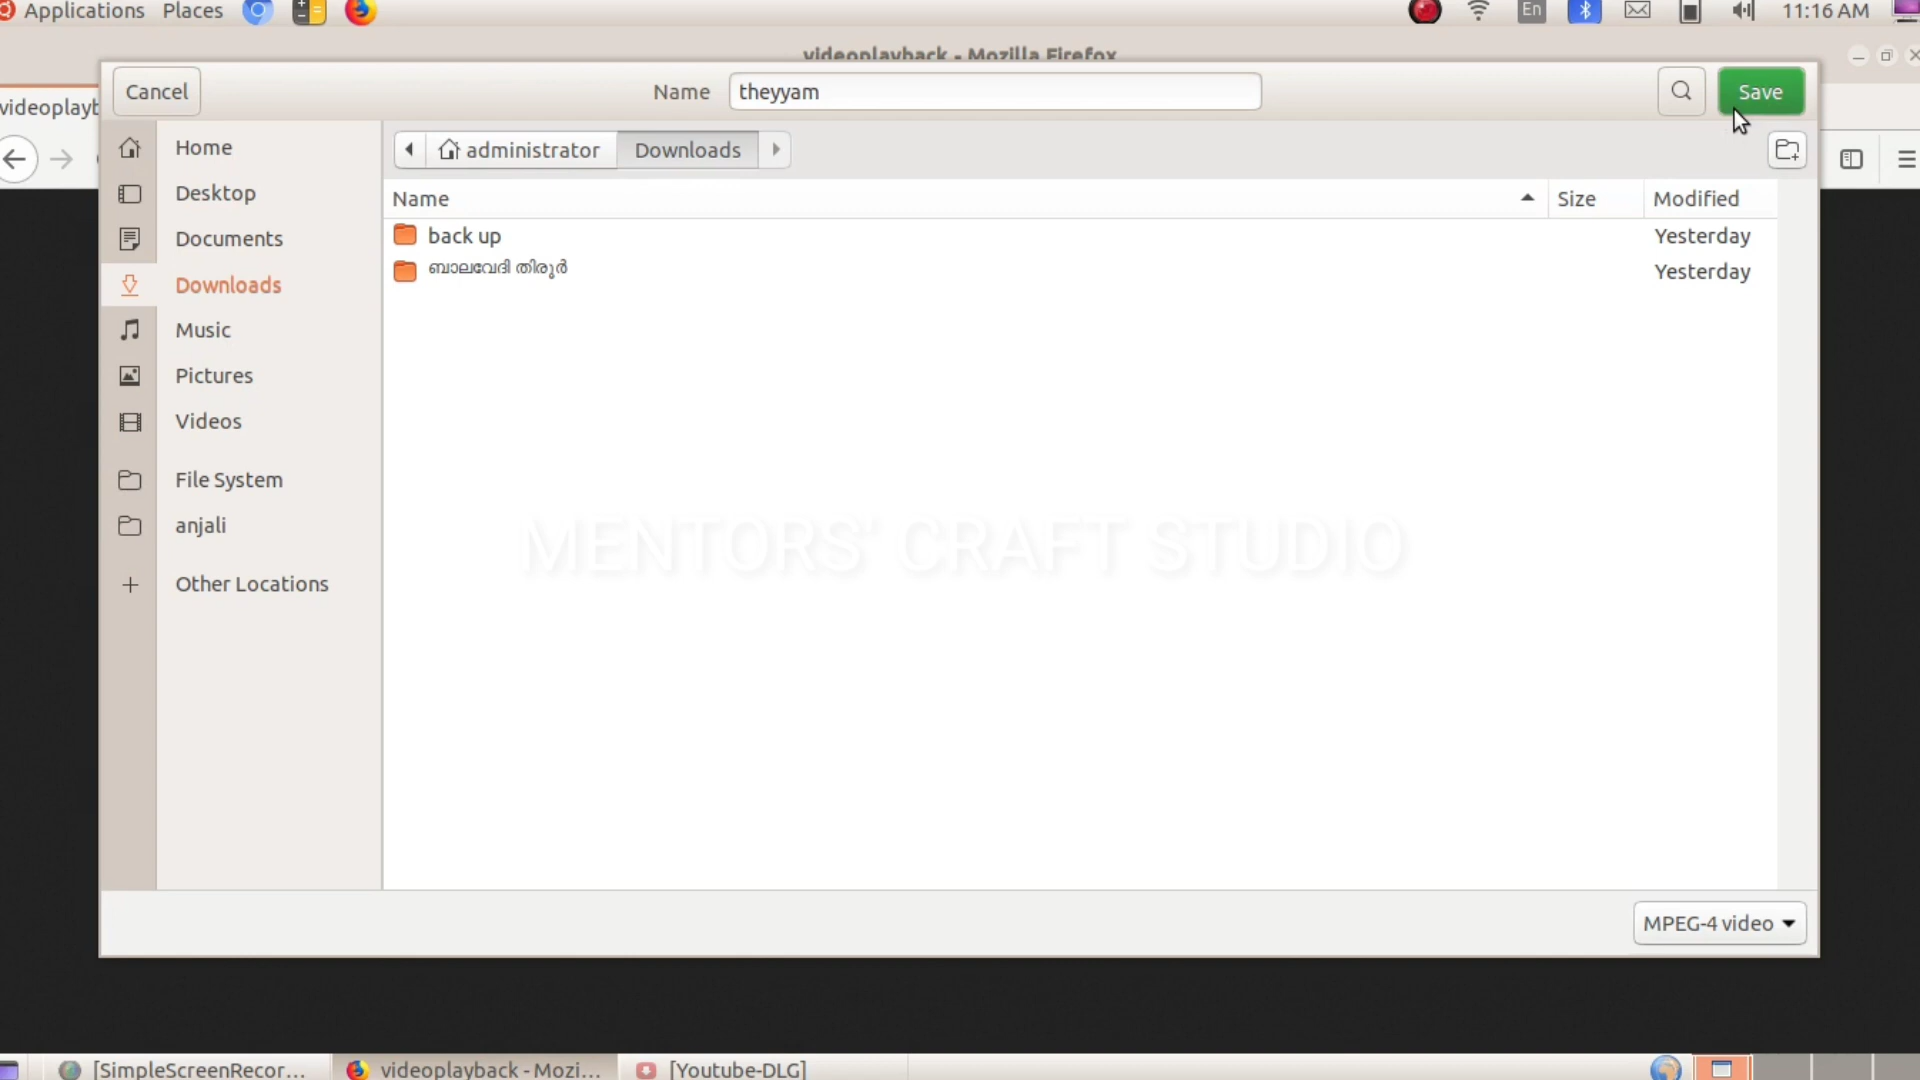 Applications Places En 11:16 AM
videoplayback - Mozilla Firefox
Cancel Name theyyam Save
videoplayb
Home
Desktop
Documents
Downloads
Music
Pictures
Videos
File System
anjali
Other Locations
administrator Downloads
Name Size Modified
back up Yesterday
ബാലവേദി തിരൂർ Yesterday
MENTORS' CRAFT STUDIO
MPEG-4 video
[SimpleScreenRecor... videoplayback - Mozi... [Youtube-DLG]